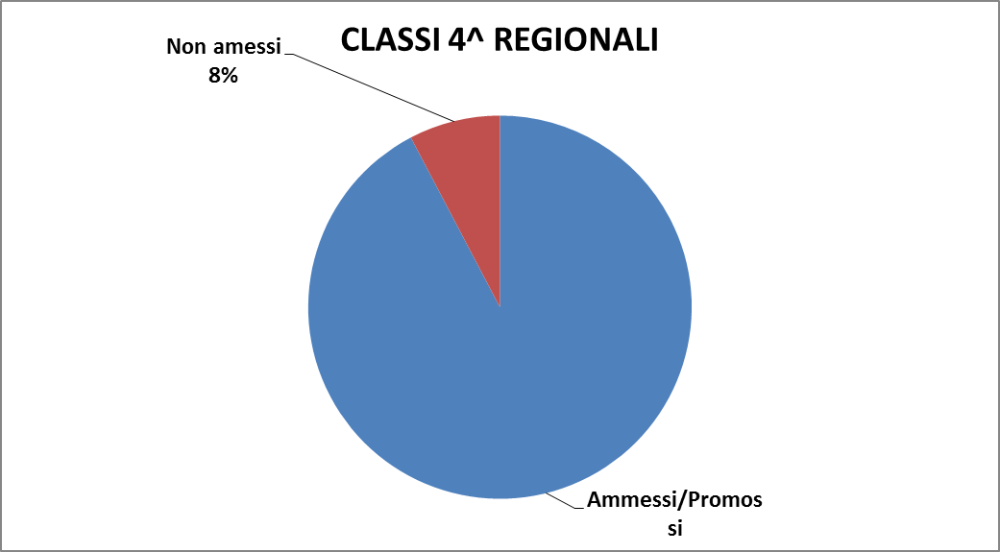 CLASSI 4^ REGIONALI
Non amessi
8%
Ammessi/Promos
si